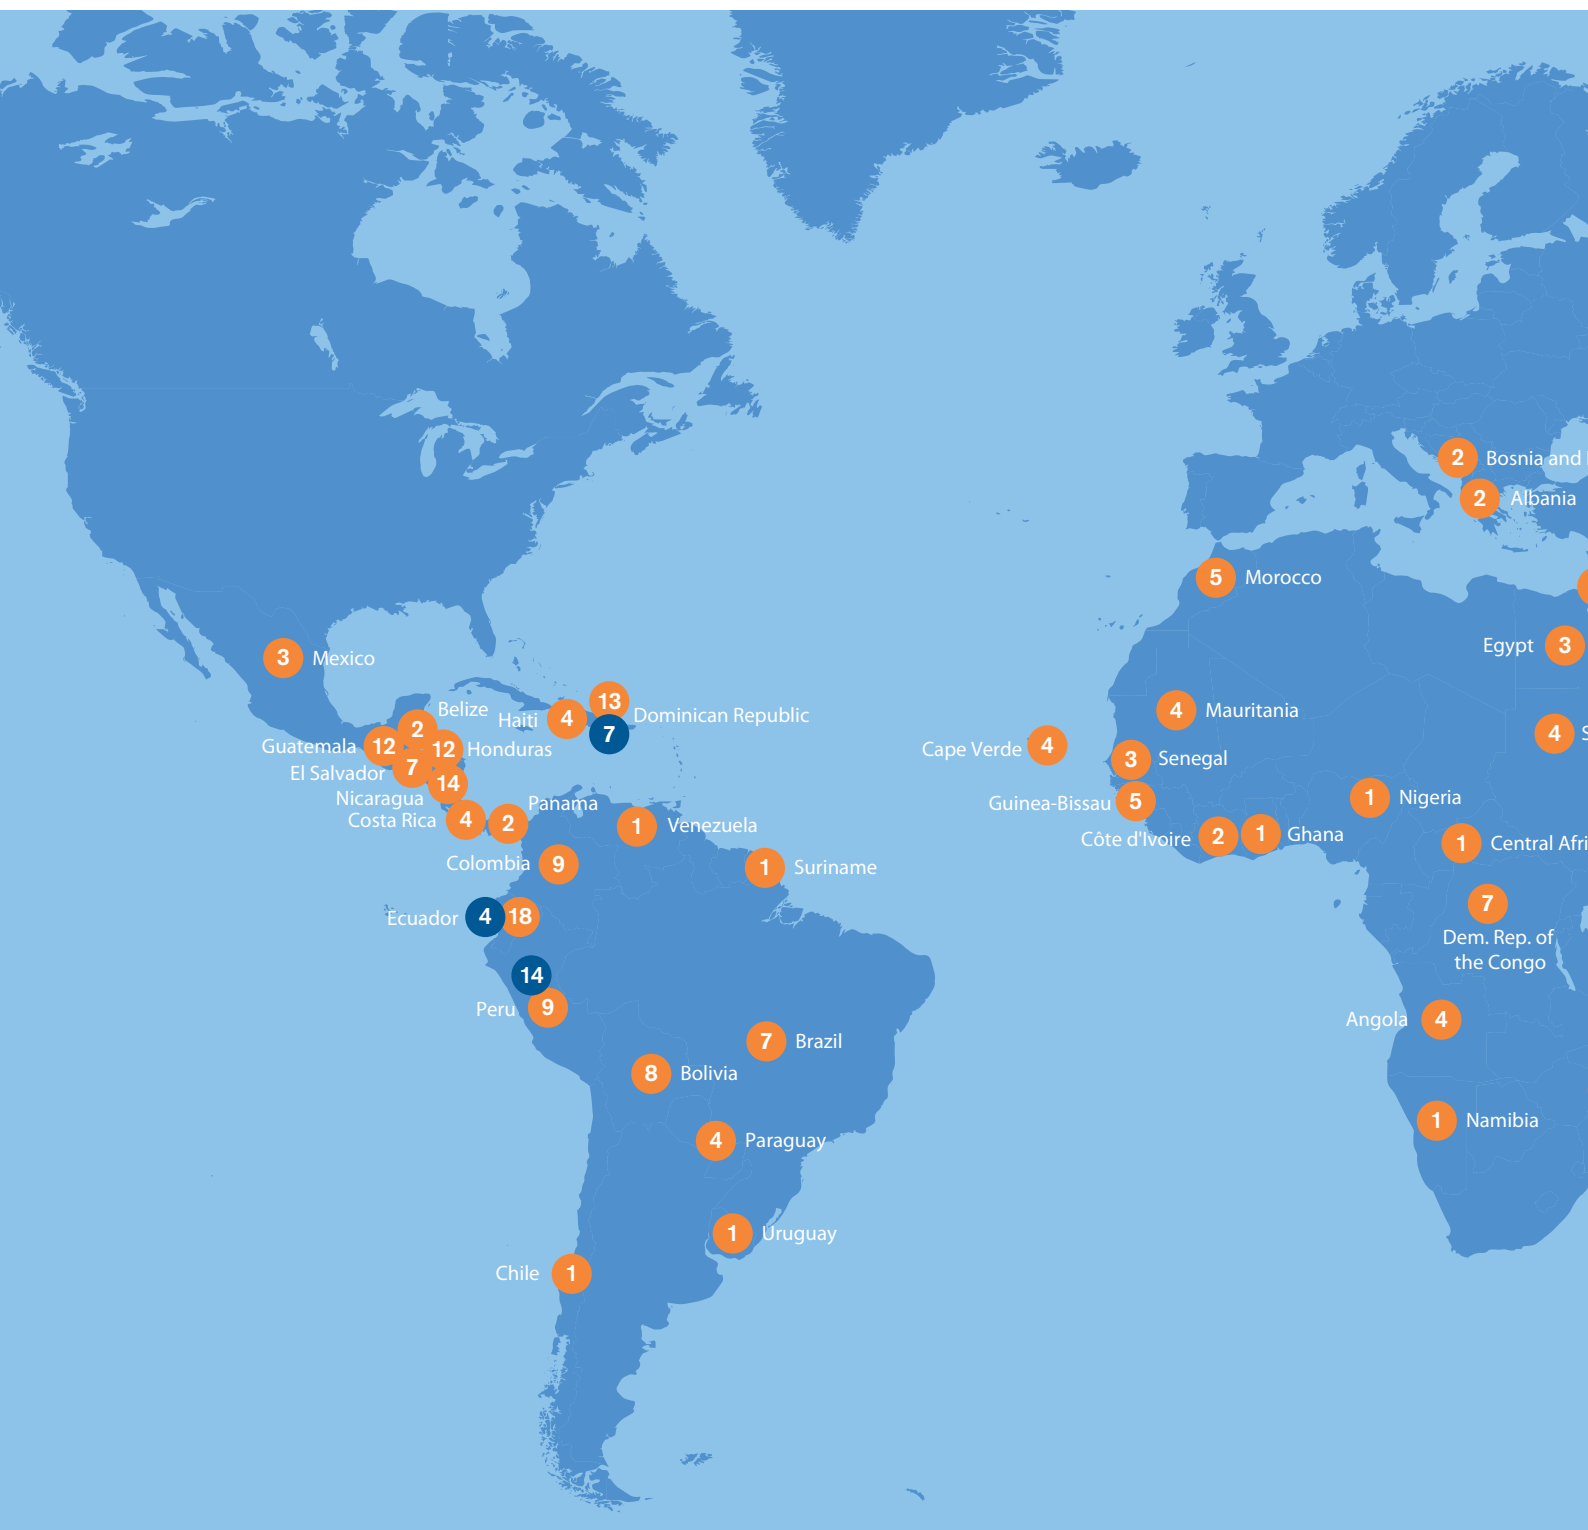 2 Bosnia and
2 Albania
5 Morocco
Egypt 3
3 Mexico
Belize
2
Haiti 4
13
Dominican Republic
7
4 Mauritania
Guatemala 12
12 Honduras
Cape Verde 4
4 S
3 Senegal
El Salvador 7
14
Nicaragua
Guinea-Bissau 5
1 Nigeria
Panama
Costa Rica 4
2
1 Venezuela
Côte d'Ivoire 2
1 Ghana
1 Central Afri
Colombia 9
1 Suriname
7
Dem. Rep. of
the Congo
Ecuador 4 18
14
Peru 9
Angola 4
7 Brazil
8 Bolivia
1 Namibia
4 Paraguay
1 Uruguay
Chile 1